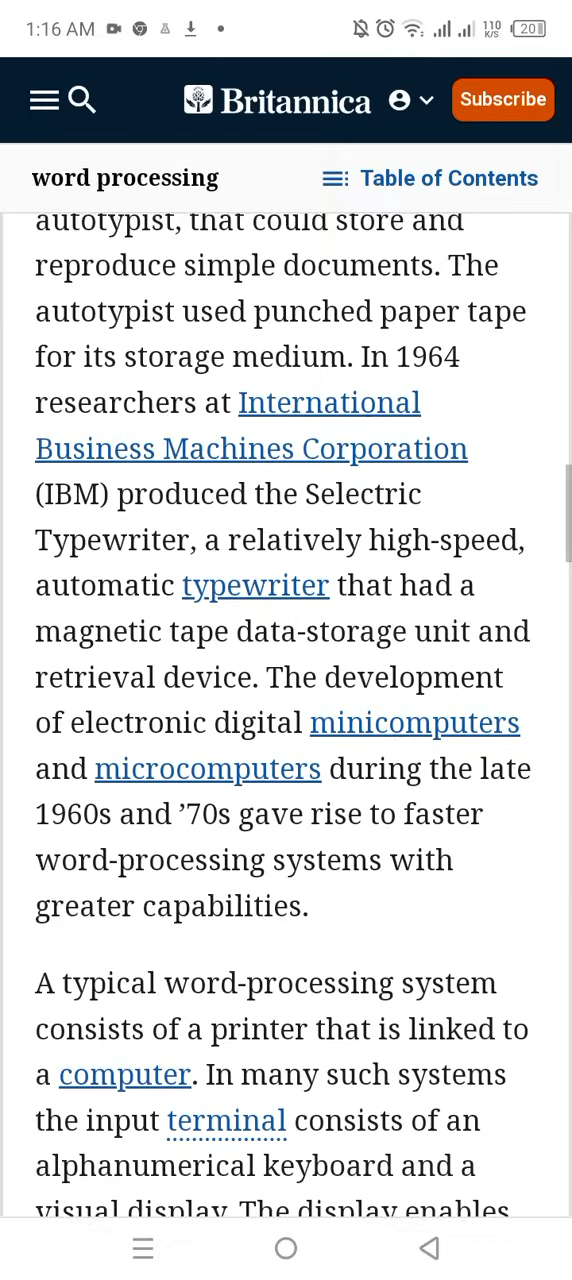 1:16 AM 110 K/S 20
Britannica Subscribe
word processing Table of Contents
autotypist, that could store and
reproduce simple documents. The
autotypist used punched paper tape
for its storage medium. In 1964
researchers at International
Business Machines Corporation
(IBM) produced the Selectric
Typewriter, a relatively high-speed,
automatic typewriter that had a
magnetic tape data-storage unit and
retrieval device. The development
of electronic digital minicomputers
and microcomputers during the late
1960s and ’70s gave rise to faster
word-processing systems with
greater capabilities.
A typical word-processing system
consists of a printer that is linked to
a computer. In many such systems
the input terminal consists of an
alphanumerical keyboard and a
visual display. The display enables